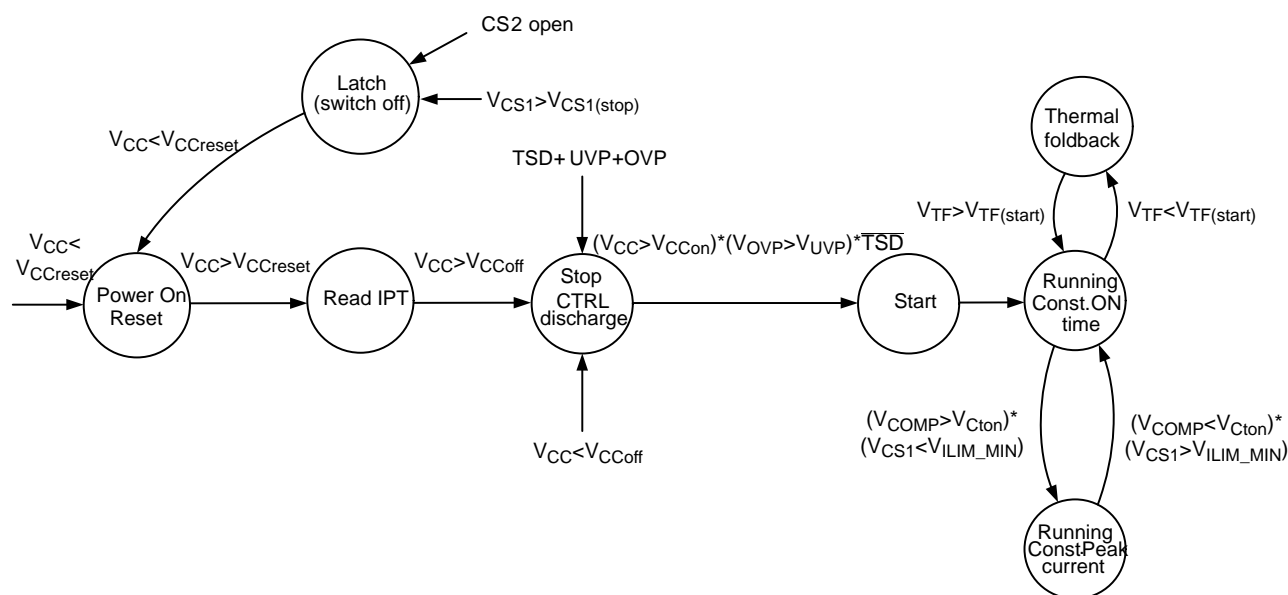 CS2 open
Latch
(switch off)
VCS1>VCS1(stop)
VCC<VCCreset
TSD+ UVP+OVP
Thermal
foldback
VTF>VTF(start)
VTF<VTF(start)
VCC<
VCCreset
Power On
Reset
VCC>VCCreset
Read IPT
VCC>VCCoff
Stop
CTRL
discharge
(VCC>VCCon)*(VOVP>VUVP)*T̅S̅D̅
Start
Running
Const.ON
time
VCC<VCCoff
(VCOMP>VCton)*
(VCS1<VILIM_MIN)
(VCOMP<VCton)*
(VCS1>VILIM_MIN)
Running
Const.Peak
current